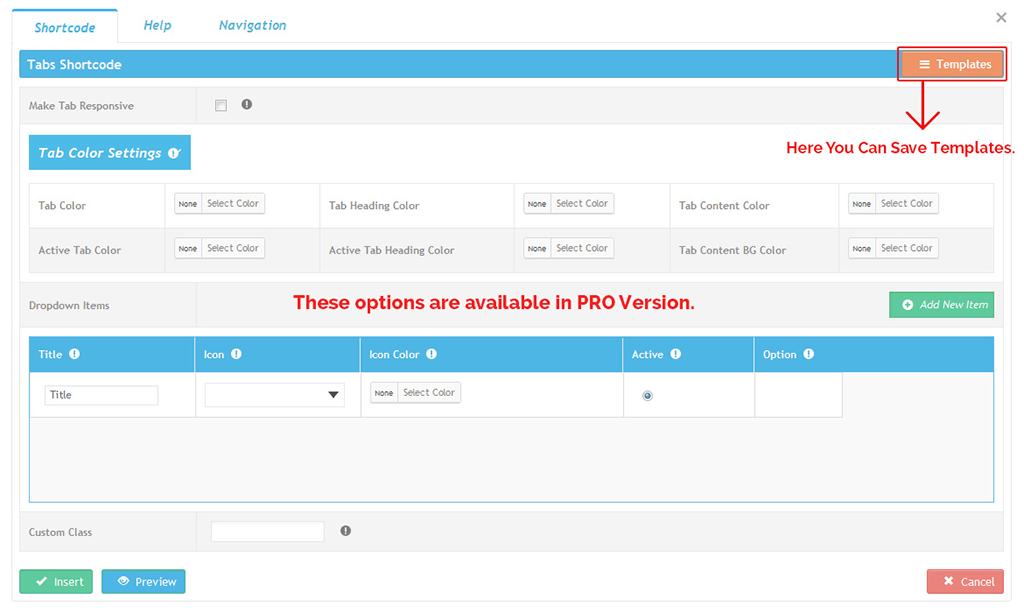 Shortcode Help Navigation
Tabs Shortcode Templates
Make Tab Responsive
Here You Can Save Templates.
Tab Color Settings
Tab Color None Select Color Tab Heading Color None Select Color Tab Content Color None Select Color
Active Tab Color None Select Color Active Tab Heading Color None Select Color Tab Content BG Color None Select Color
Dropdown Items These options are available in PRO Version. Add New Item
Title Icon Icon Color Active Option
Title None Select Color
Custom Class
Insert Preview Cancel